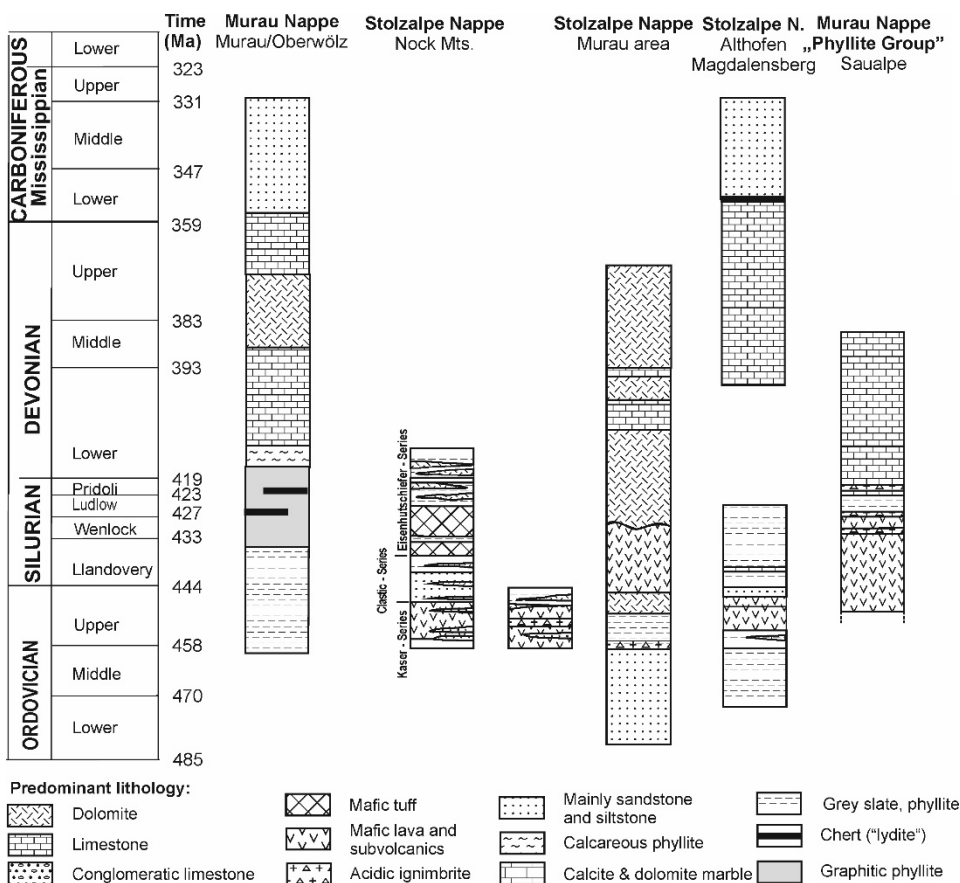 Time
(Ma)
Murau Nappe
Murau/Oberwölz
Stolzalpe Nappe
Nock Mts.
Stolzalpe Nappe
Murau area
Stolzalpe N.
Althofen
Magdalensberg
Murau Nappe
„Phyllite Group"
Saualpe
CARBONIFEROUS
Mississippian
Lower
323
Upper
331
Middle
347
Lower
359
DEVONIAN
Upper
383
Middle
393
Lower
419
SILURIAN
Pridoli
423
Ludlow
427
Wenlock
433
Llandovery
444
ORDOVICIAN
Upper
458
Middle
470
Lower
485
Eisenhutschiefer - Series
Clastic - Series
Kaser - Series
Predominant lithology:
Dolomite
Limestone
Conglomeratic limestone
Mafic tuff
Mafic lava and
subvolcanics
Acidic ignimbrite
Mainly sandstone
and siltstone
Calcareous phyllite
Calcite & dolomite marble
Grey slate, phyllite
Chert ("lydite")
Graphitic phyllite